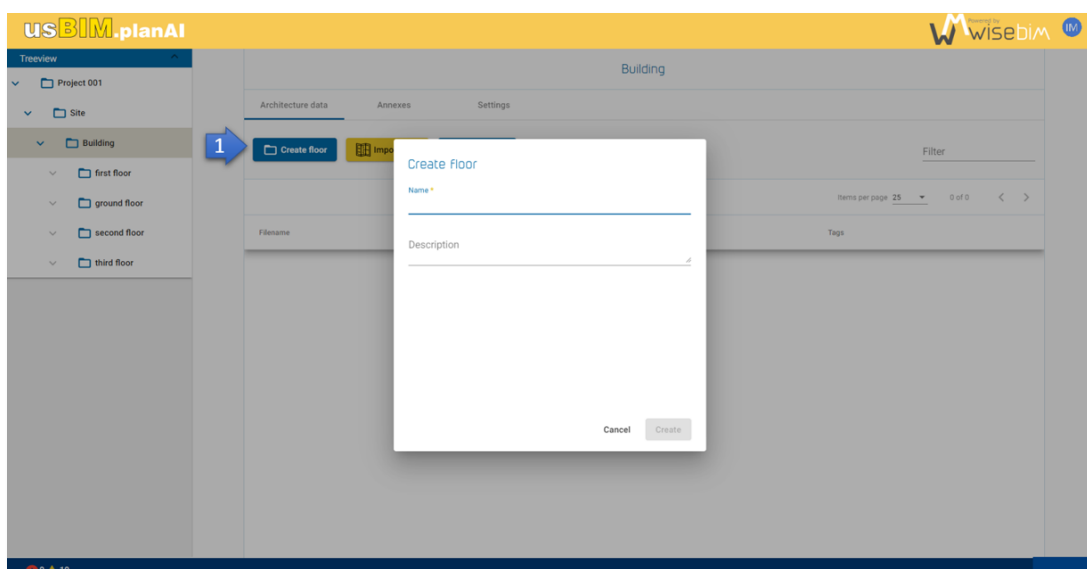 usBIM.planAI
Powered by
wisebim
IM
Treeview
Project 001
Site
Building
first floor
ground floor
second floor
third floor
Building
Architecture data Annexes Settings
1
Create floor
Impo
Filter
Items per page 25 0 of 0
Filename Tags
Create floor
Name *
Description
Cancel Create